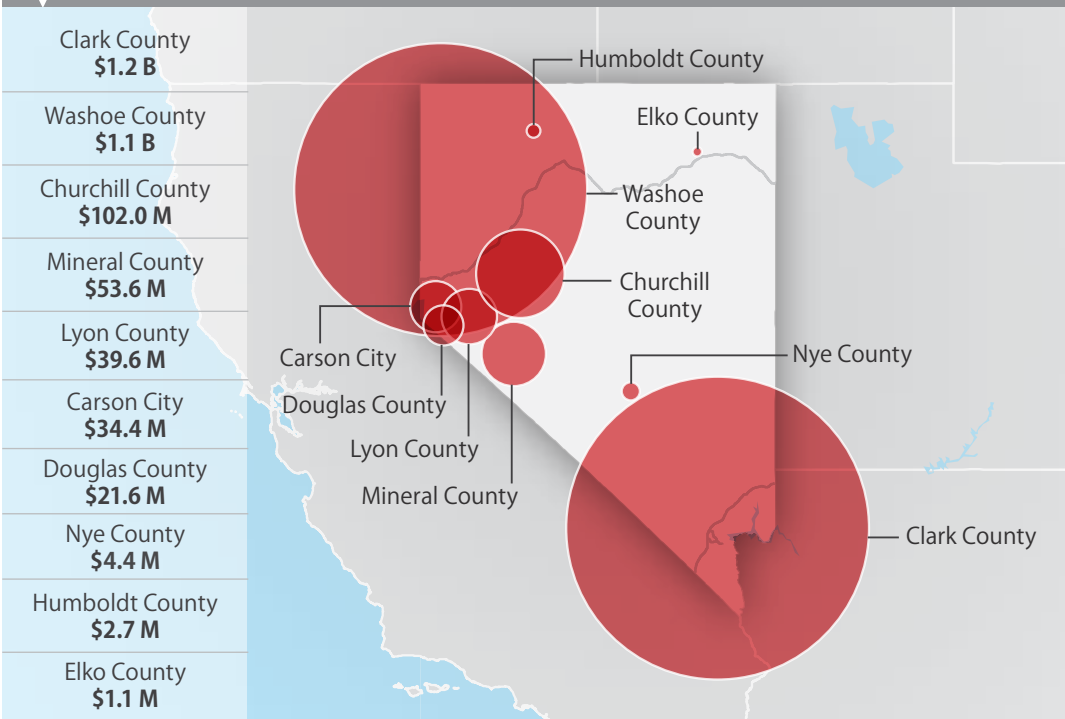 Clark County
$1.2 B
Washoe County
$1.1 B
Churchill County
$102.0 M
Mineral County
$53.6 M
Lyon County
$39.6 M
Carson City
$34.4 M
Douglas County
$21.6 M
Nye County
$4.4 M
Humboldt County
$2.7 M
Elko County
$1.1 M
Humboldt County
Elko County
Washoe
County
Churchill
County
Carson City
Nye County
Douglas County
Lyon County
Mineral County
Clark County